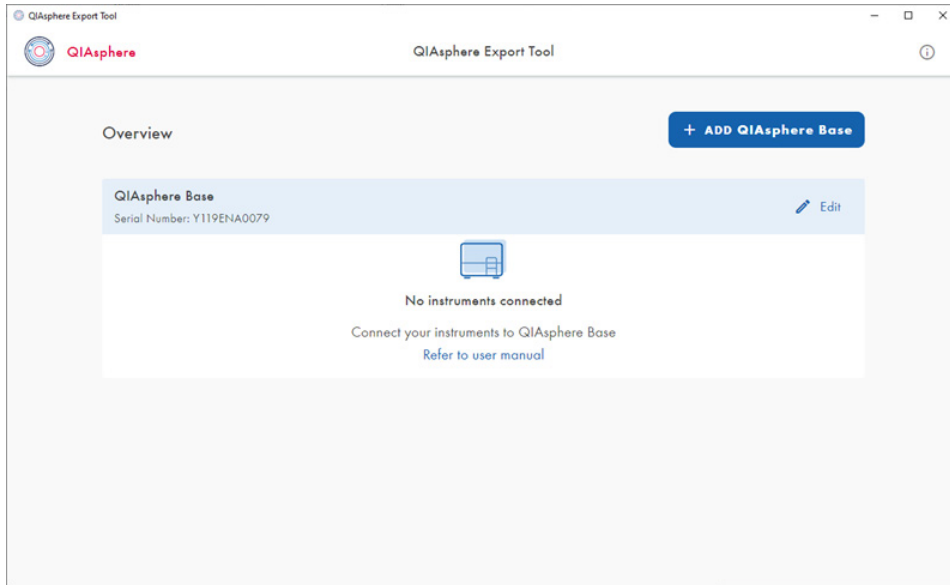 QIAsphere Export Tool
QIAsphere
QIAsphere Export Tool
Overview
+ ADD QIAsphere Base
QIAsphere Base
Serial Number: Y119ENA0079
Edit
No instruments connected
Connect your instruments to QIAsphere Base
Refer to user manual